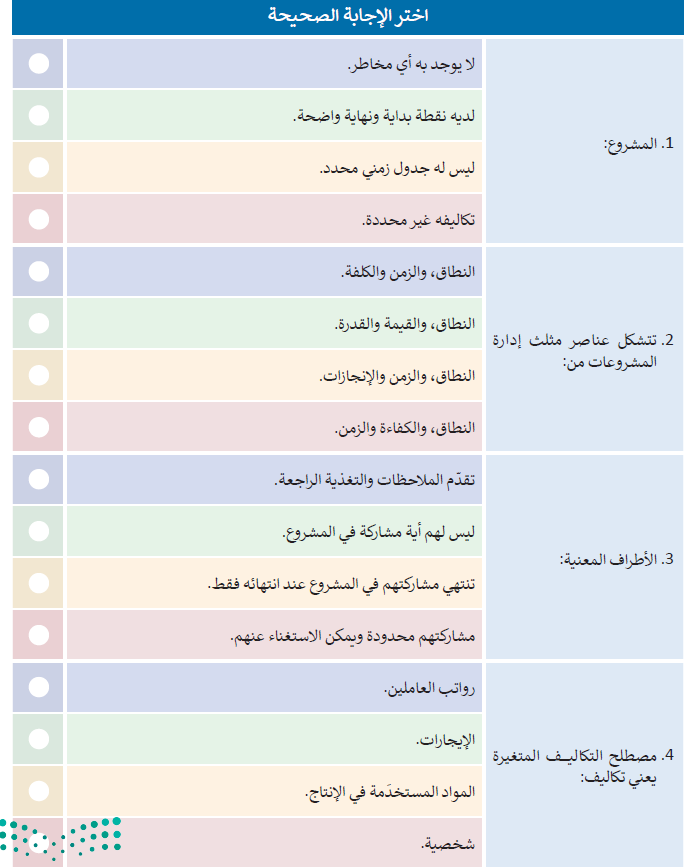 اختر الإجابة الصحيحة
1. المشروع:
لا يوجد به أي مخاطر.
لديه نقطة بداية ونهاية واضحة.
ليس له جدول زمني محدد.
تكاليفه غير محددة.
2. تتشكل عناصر مثلث إدارة
المشروعات من:
النطاق، والزمن والكلفة.
النطاق، والقيمة والقدرة.
النطاق، والزمن والإنجازات.
النطاق، والكفاءة والزمن.
3. الأطراف المعنية:
تقدّم الملاحظات والتغذية الراجعة.
ليس لهم أية مشاركة في المشروع.
تنتهي مشاركتهم في المشروع عند انتهائه فقط.
مشاركتهم محدودة ويمكن الاستغناء عنهم.
4. مصطلح التكاليف المتغيرة
يعني تكاليف:
رواتب العاملين.
الإيجارات.
المواد المستخدَمة في الإنتاج.
شخصية.